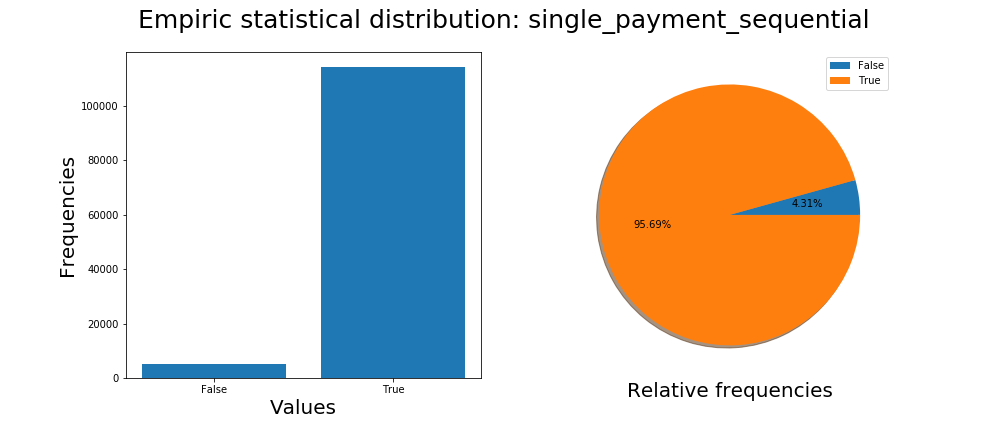 Empiric statistical distribution: single_payment_sequential
Frequencies
100000
80000
60000
40000
20000
0
False
True
Values
False
True
4.31%
95.69%
Relative frequencies